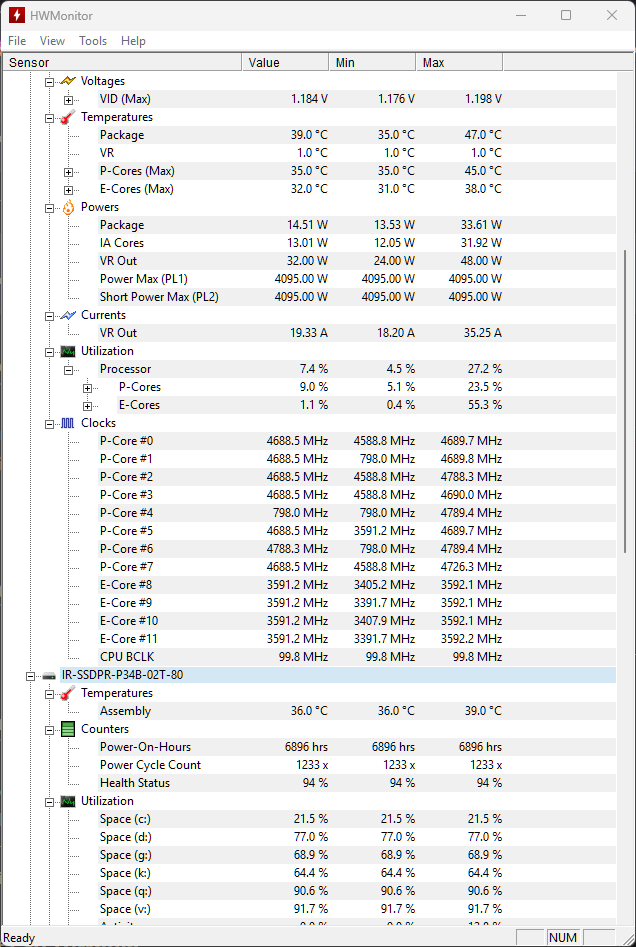 HWMonitor
File View Tools Help
Sensor Value Min Max
Voltages
VID (Max) 1.184 V 1.176 V 1.198 V
Temperatures
Package 39.0 °C 35.0 °C 47.0 °C
VR 1.0 °C 1.0 °C 1.0 °C
P-Cores (Max) 35.0 °C 35.0 °C 45.0 °C
E-Cores (Max) 32.0 °C 31.0 °C 38.0 °C
Powers
Package 14.51 W 13.53 W 33.61 W
IA Cores 13.01 W 12.05 W 31.92 W
VR Out 32.00 W 24.00 W 48.00 W
Power Max (PL1) 4095.00 W 4095.00 W 4095.00 W
Short Power Max (PL2) 4095.00 W 4095.00 W 4095.00 W
Currents
VR Out 19.33 A 18.20 A 35.25 A
Utilization
Processor 7.4 % 4.5 % 27.2 %
P-Cores 9.0 % 5.1 % 23.5 %
E-Cores 1.1 % 0.4 % 55.3 %
Clocks
P-Core #0 4688.5 MHz 4588.8 MHz 4689.7 MHz
P-Core #1 4688.5 MHz 798.0 MHz 4689.8 MHz
P-Core #2 4688.5 MHz 4588.8 MHz 4788.3 MHz
P-Core #3 4688.5 MHz 4588.8 MHz 4690.0 MHz
P-Core #4 798.0 MHz 798.0 MHz 4789.4 MHz
P-Core #5 4688.5 MHz 3591.2 MHz 4689.7 MHz
P-Core #6 4788.3 MHz 798.0 MHz 4789.4 MHz
P-Core #7 4688.5 MHz 4588.8 MHz 4726.3 MHz
E-Core #8 3591.2 MHz 3405.2 MHz 3592.1 MHz
E-Core #9 3591.2 MHz 3391.7 MHz 3592.1 MHz
E-Core #10 3591.2 MHz 3407.9 MHz 3592.1 MHz
E-Core #11 3591.2 MHz 3391.7 MHz 3592.2 MHz
CPU BCLK 99.8 MHz 99.8 MHz 99.8 MHz
IR-SSDPR-P34B-02T-80
Temperatures
Assembly 36.0 °C 36.0 °C 39.0 °C
Counters
Power-On-Hours 6896 hrs 6896 hrs 6896 hrs
Power Cycle Count 1233 x 1233 x 1233 x
Health Status 94 % 94 % 94 %
Utilization
Space (c:) 21.5 % 21.5 % 21.5 %
Space (d:) 77.0 % 77.0 % 77.0 %
Space (g:) 68.9 % 68.9 % 68.9 %
Space (k:) 64.4 % 64.4 % 64.4 %
Space (q:) 90.6 % 90.6 % 90.6 %
Space (v:) 91.7 % 91.7 % 91.7 %
Ready NUM